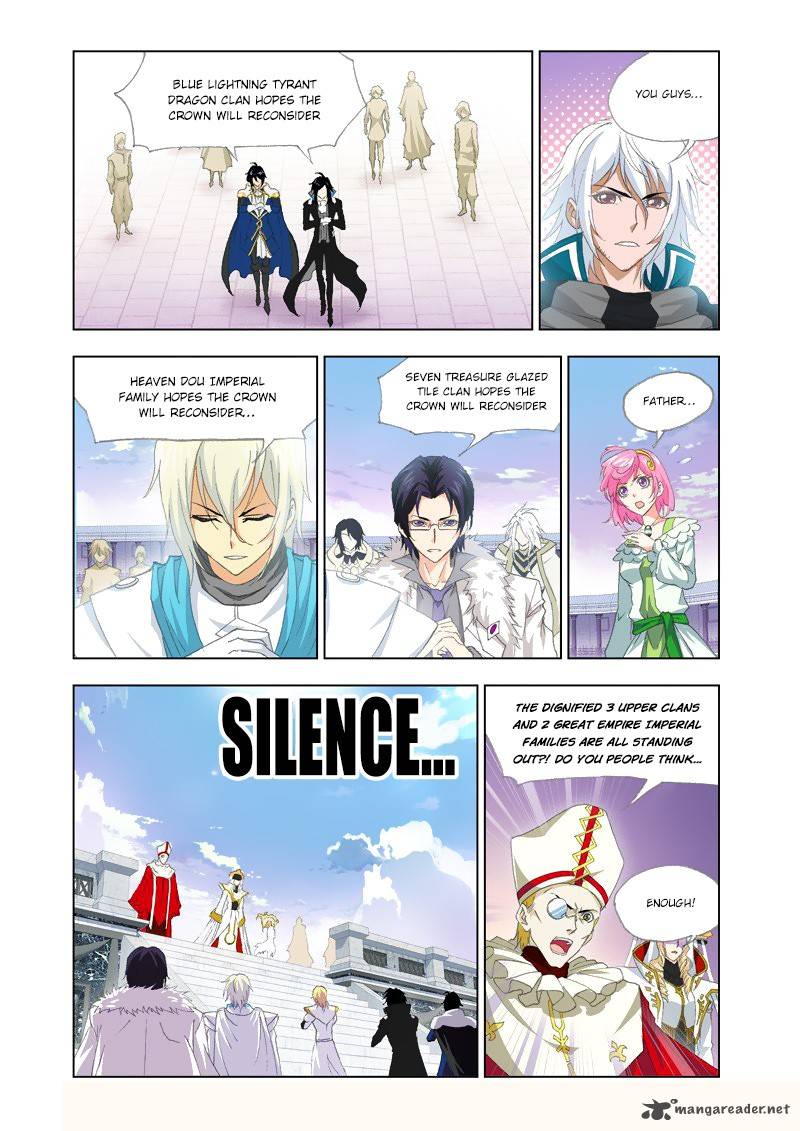 BLUE LIGHTNING TYRANT
DRAGON CLAN HOPES THE
CROWN WILL RECONSIDER
YOU GUYS...
HEAVEN DOU IMPERIAL
FAMILY HOPES THE CROWN
WILL RECONSIDER...
SEVEN TREASURE GLAZED
TILE CLAN HOPES THE
CROWN WILL RECONSIDER
FATHER...
SILENCE...
THE DIGNIFIED 3 UPPER CLANS
AND 2 GREAT EMPIRE IMPERIAL
FAMILIES ARE ALL STANDING
OUT?! DO YOU PEOPLE THINK...
ENOUGH!
mangareader.net